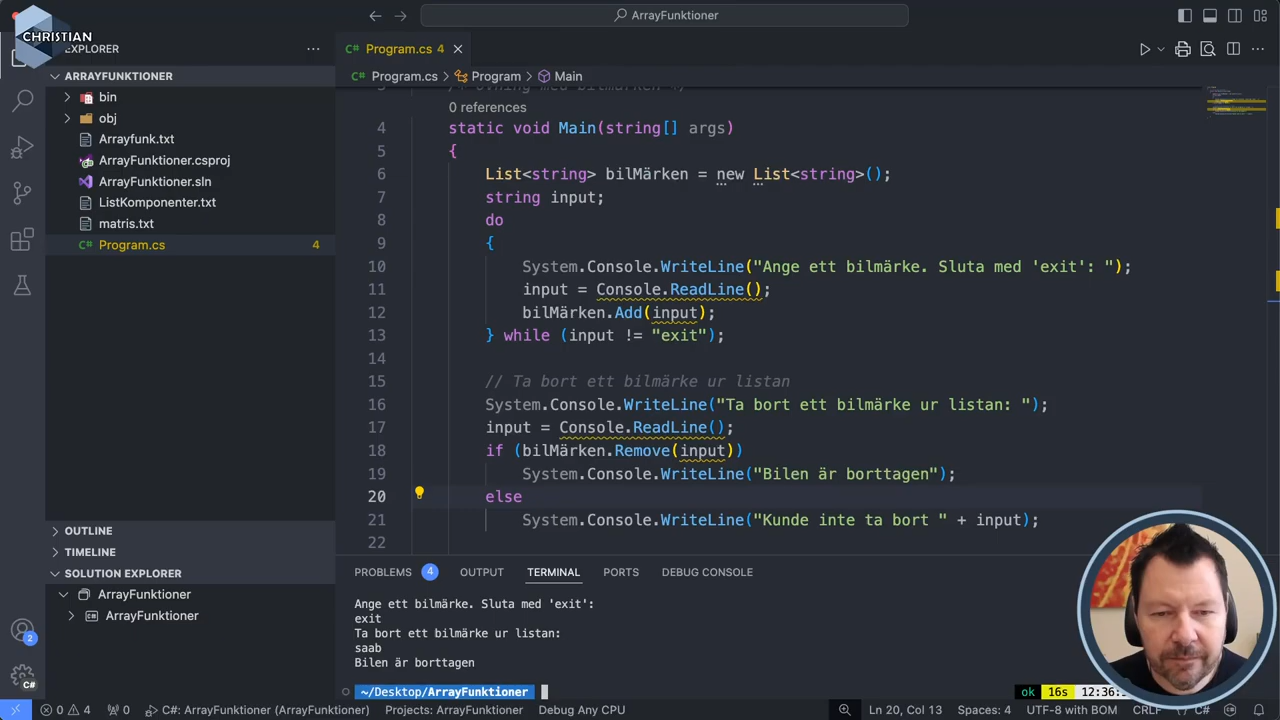 CHRISTIAN
ArrayFunktioner
EXPLORER
Program.cs 4
ARRAYFUNKTIONER
Program.cs > Program > Main
bin
obj
Arrayfunk.txt
ArrayFunktioner.csproj
ArrayFunktioner.sln
ListKomponenter.txt
matris.txt
Program.cs 4
OUTLINE
TIMELINE
SOLUTION EXPLORER
ArrayFunktioner
ArrayFunktioner
2
C#
0 references
4 static void Main(string[] args)
5 {
6 List<string> bilMärken = new List<string>();
7 string input;
8 do
9 {
10 System.Console.WriteLine("Ange ett bilmärke. Sluta med 'exit': ");
11 input = Console.ReadLine();
12 bilMärken.Add(input);
13 } while (input != "exit");
14
15 // Ta bort ett bilmärke ur listan
16 System.Console.WriteLine("Ta bort ett bilmärke ur listan: ");
17 input = Console.ReadLine();
18 if (bilMärken.Remove(input))
19 System.Console.WriteLine("Bilen är borttagen");
20 else
21 System.Console.WriteLine("Kunde inte ta bort " + input);
22
PROBLEMS 4 OUTPUT TERMINAL PORTS DEBUG CONSOLE
Ange ett bilmärke. Sluta med 'exit':
exit
Ta bort ett bilmärke ur listan:
saab
Bilen är borttagen
~/Desktop/ArrayFunktioner ok 16s
0 4 0 C#: ArrayFunktioner (ArrayFunktioner) Projects: ArrayFunktioner Debug Any CPU Ln 20, Col 13 Spaces: 4 UTF-8 with BOM CRLF C#